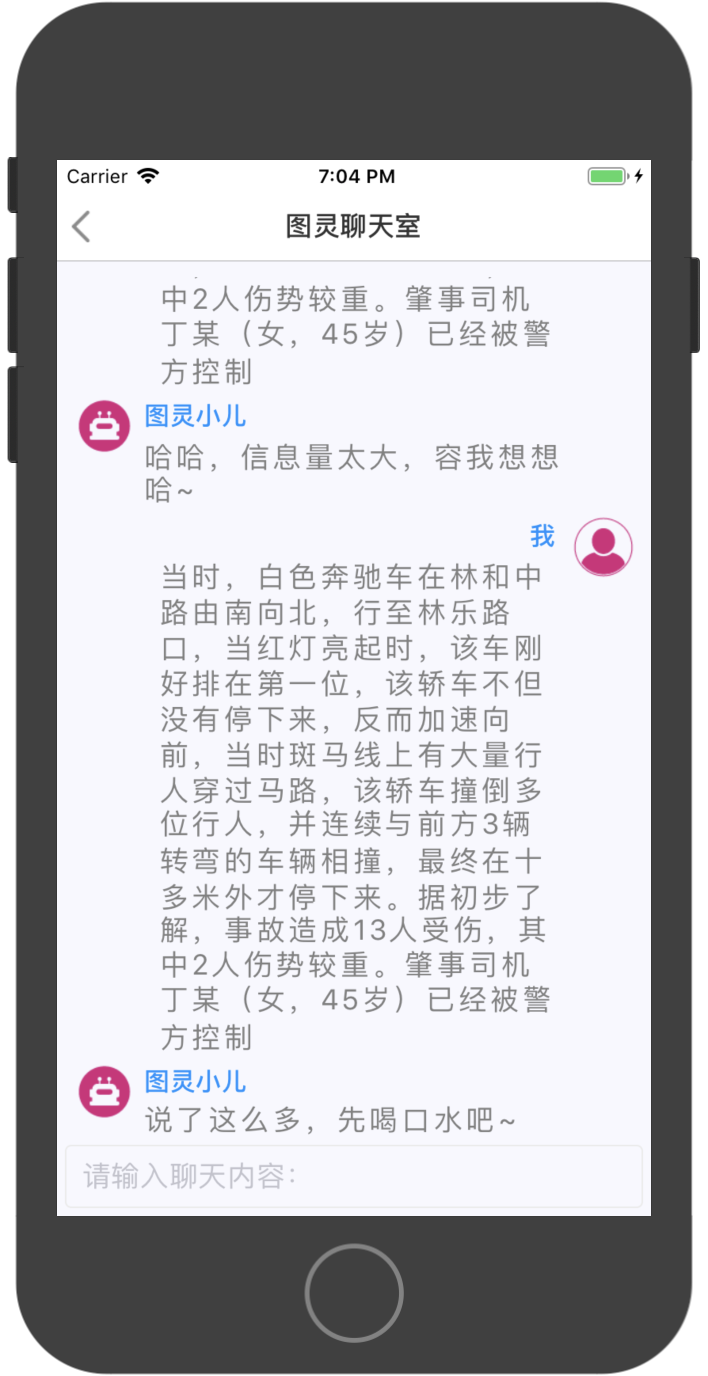 Carrier 7:04 PM
图灵聊天室
中2人伤势较重。肇事司机
丁某（女，45岁）已经被警
方控制
图灵小儿
哈哈，信息量太大，容我想想
哈~
我
当时，白色奔驰车在林和中
路由南向北，行至林乐路
口，当红灯亮起时，该车刚
好排在第一位，该轿车不但
没有停下来，反而加速向
前，当时斑马线上有大量行
人穿过马路，该轿车撞倒多
位行人，并连续与前方3辆
转弯的车辆相撞，最终在十
多米外才停下来。据初步了
解，事故造成13人受伤，其
中2人伤势较重。肇事司机
丁某（女，45岁）已经被警
方控制
图灵小儿
说了这么多，先喝口水吧~
请输入聊天内容：